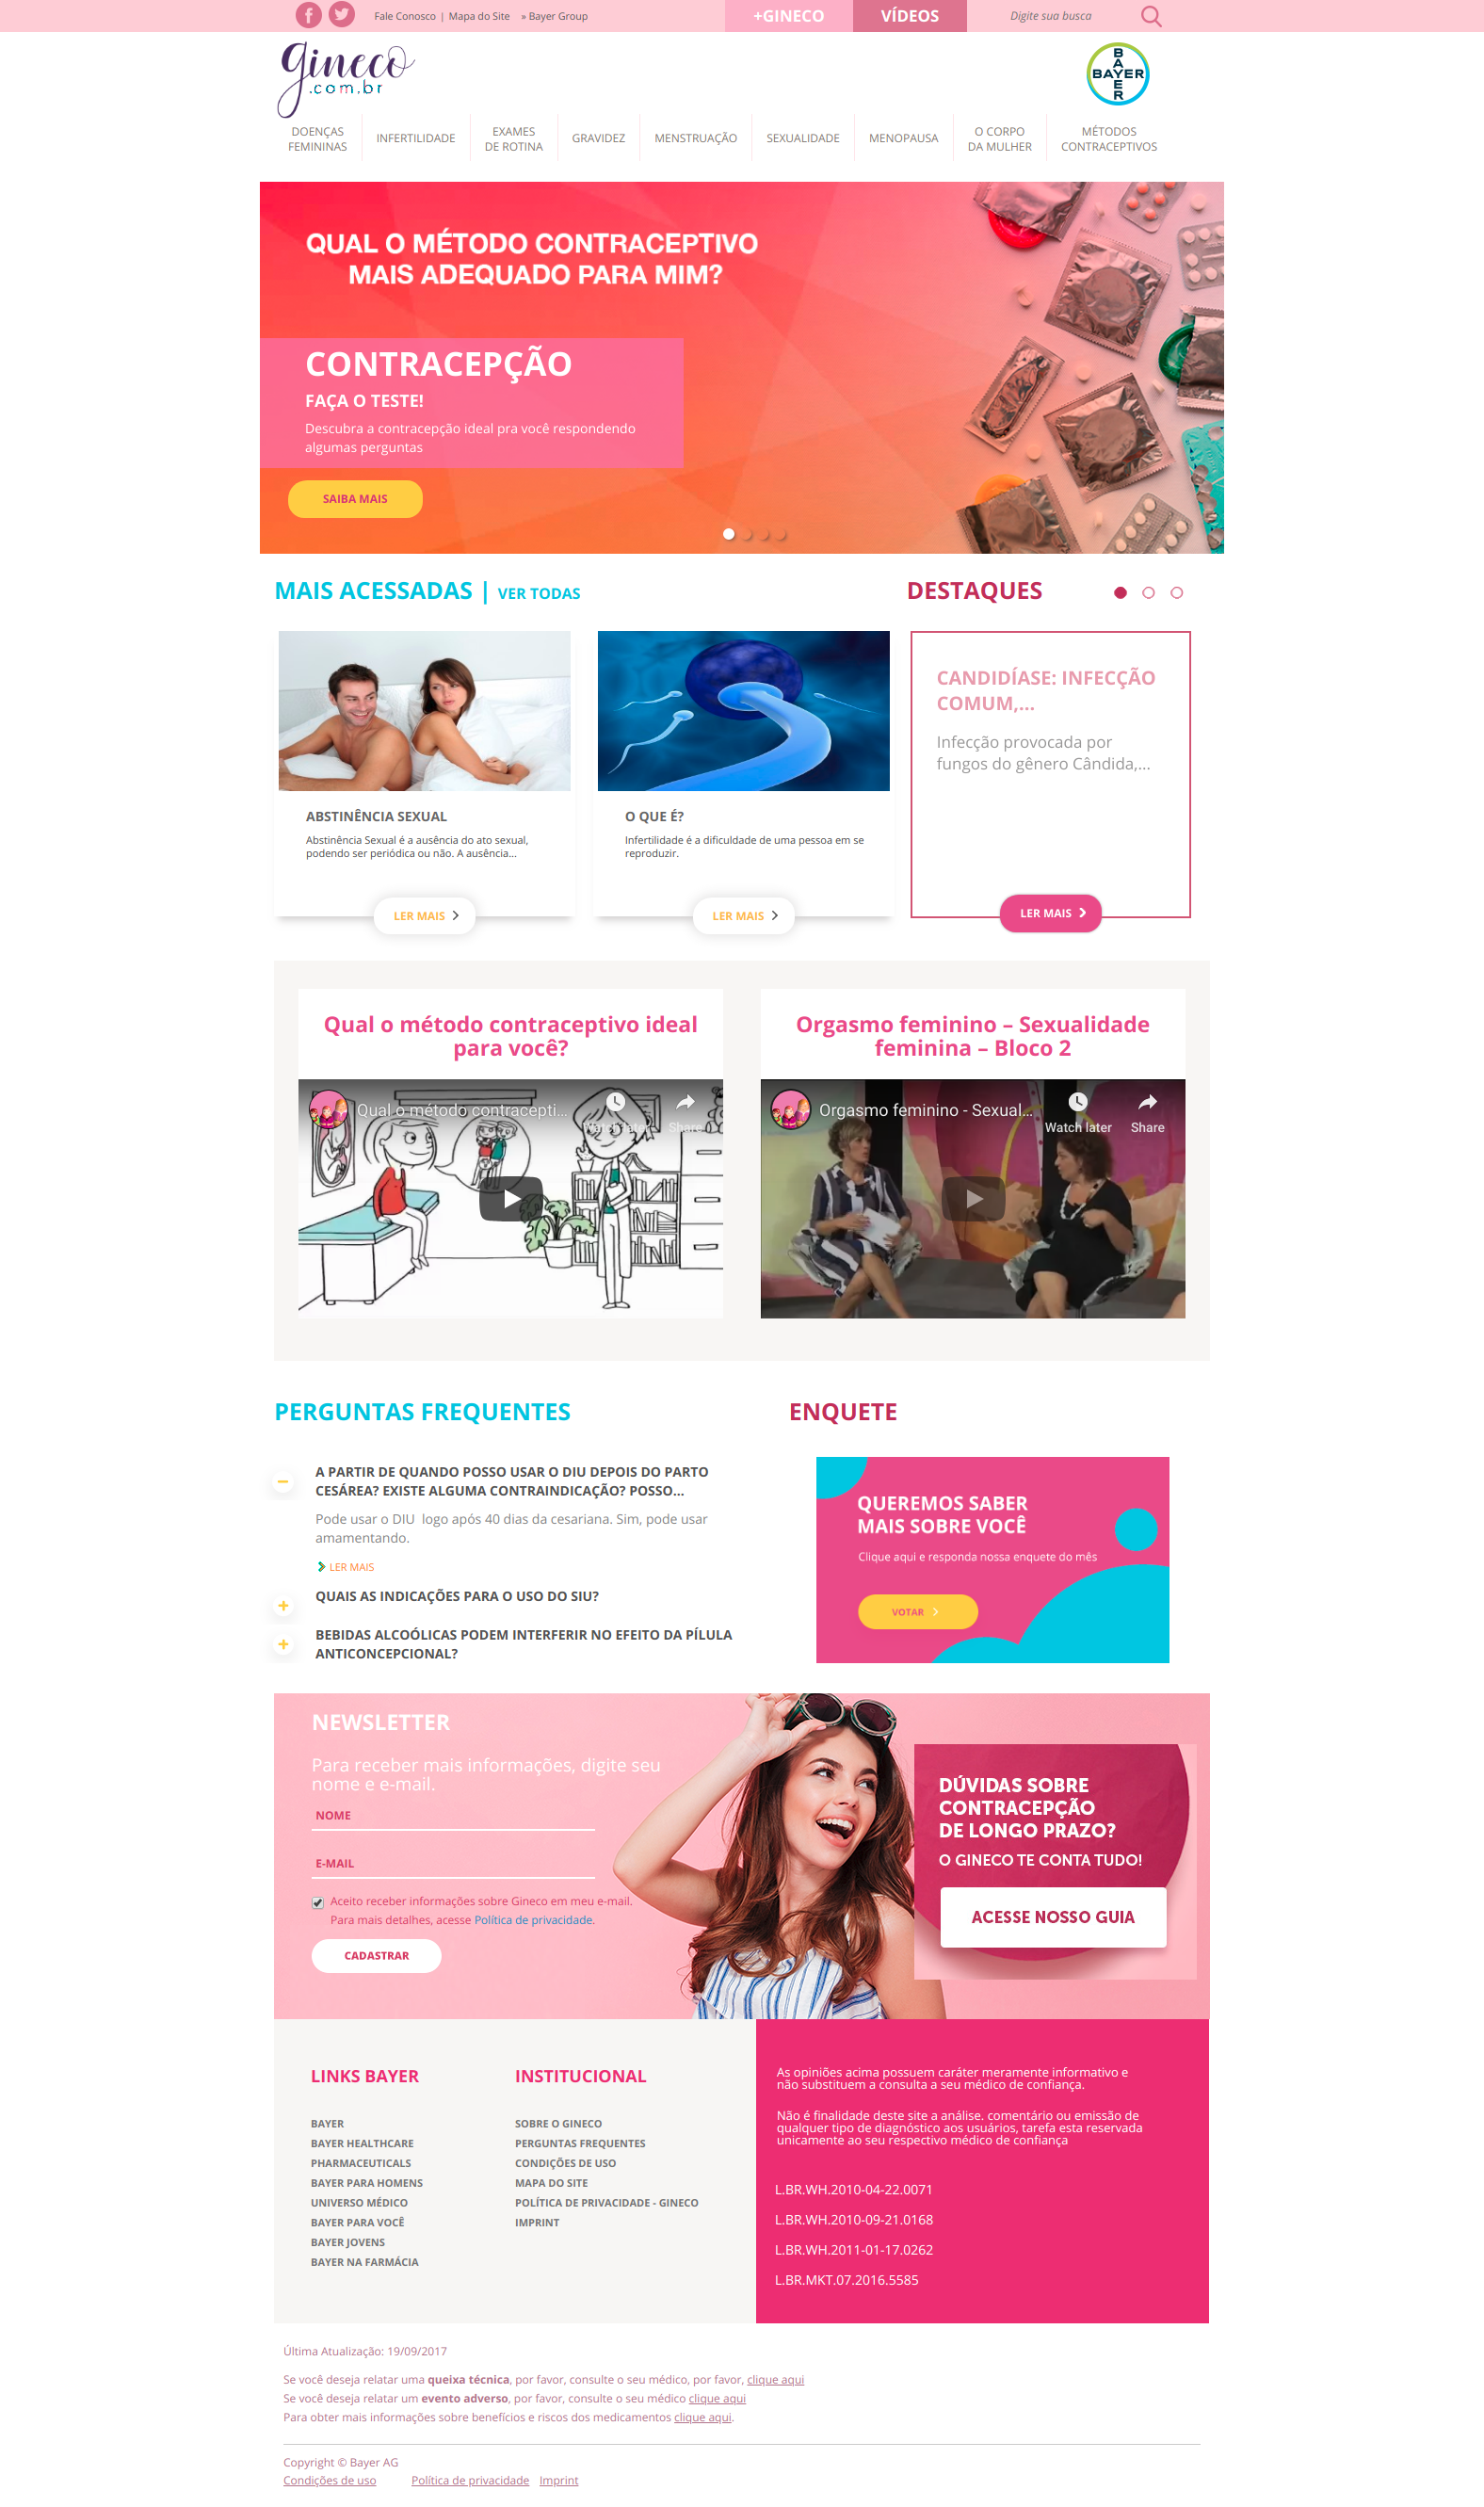 Fale Conosco | Mapa do Site » Bayer Group
+GINECO
VÍDEOS
Digite sua busca
gineco
.com.br
BAYER
BAYER
DOENÇAS
FEMININAS
INFERTILIDADE
EXAMES
DE ROTINA
GRAVIDEZ
MENSTRUAÇÃO
SEXUALIDADE
MENOPAUSA
O CORPO
DA MULHER
MÉTODOS
CONTRACEPTIVOS
QUAL O MÉTODO CONTRACEPTIVO
MAIS ADEQUADO PARA MIM?
CONTRACEPÇÃO
FAÇA O TESTE!
Descubra a contracepção ideal pra você respondendo
algumas perguntas
SAIBA MAIS
MAIS ACESSADAS | VER TODAS
ABSTINÊNCIA SEXUAL
Abstinência Sexual é a ausência do ato sexual,
podendo ser periódica ou não. A ausência...
LER MAIS
O QUE É?
Infertilidade é a dificuldade de uma pessoa em se
reproduzir.
LER MAIS
DESTAQUES
CANDIDÍASE: INFECÇÃO
COMUM,...
Infecção provocada por
fungos do gênero Cândida,...
LER MAIS
Qual o método contraceptivo ideal
para você?
Qual o método contracepti...
Watch later
Share
Orgasmo feminino – Sexualidade
feminina – Bloco 2
Orgasmo feminino - Sexual...
Watch later
Share
PERGUNTAS FREQUENTES
A PARTIR DE QUANDO POSSO USAR O DIU DEPOIS DO PARTO
CESÁREA? EXISTE ALGUMA CONTRAINDICAÇÃO? POSSO...
Pode usar o DIU  logo após 40 dias da cesariana. Sim, pode usar
amamentando.
LER MAIS
QUAIS AS INDICAÇÕES PARA O USO DO SIU?
BEBIDAS ALCOÓLICAS PODEM INTERFERIR NO EFEITO DA PÍLULA
ANTICONCEPCIONAL?
ENQUETE
QUEREMOS SABER
MAIS SOBRE VOCÊ
Clique aqui e responda nossa enquete do mês
VOTAR
NEWSLETTER
Para receber mais informações, digite seu
nome e e-mail.
NOME
E-MAIL
Aceito receber informações sobre Gineco em meu e-mail.
Para mais detalhes, acesse Política de privacidade.
CADASTRAR
DÚVIDAS SOBRE
CONTRACEPÇÃO
DE LONGO PRAZO?
O GINECO TE CONTA TUDO!
ACESSE NOSSO GUIA
LINKS BAYER
BAYER
BAYER HEALTHCARE
PHARMACEUTICALS
BAYER PARA HOMENS
UNIVERSO MÉDICO
BAYER PARA VOCÊ
BAYER JOVENS
BAYER NA FARMÁCIA
INSTITUCIONAL
SOBRE O GINECO
PERGUNTAS FREQUENTES
CONDIÇÕES DE USO
MAPA DO SITE
POLÍTICA DE PRIVACIDADE - GINECO
IMPRINT
As opiniões acima possuem caráter meramente informativo e
não substituem a consulta a seu médico de confiança.
Não é finalidade deste site a análise. comentário ou emissão de
qualquer tipo de diagnóstico aos usuários, tarefa esta reservada
unicamente ao seu respectivo médico de confiança
L.BR.WH.2010-04-22.0071
L.BR.WH.2010-09-21.0168
L.BR.WH.2011-01-17.0262
L.BR.MKT.07.2016.5585
Última Atualização: 19/09/2017
Se você deseja relatar uma queixa técnica, por favor, consulte o seu médico, por favor, clique aqui
Se você deseja relatar um evento adverso, por favor, consulte o seu médico clique aqui
Para obter mais informações sobre benefícios e riscos dos medicamentos clique aqui.
Copyright © Bayer AG
Condições de uso Política de privacidade Imprint